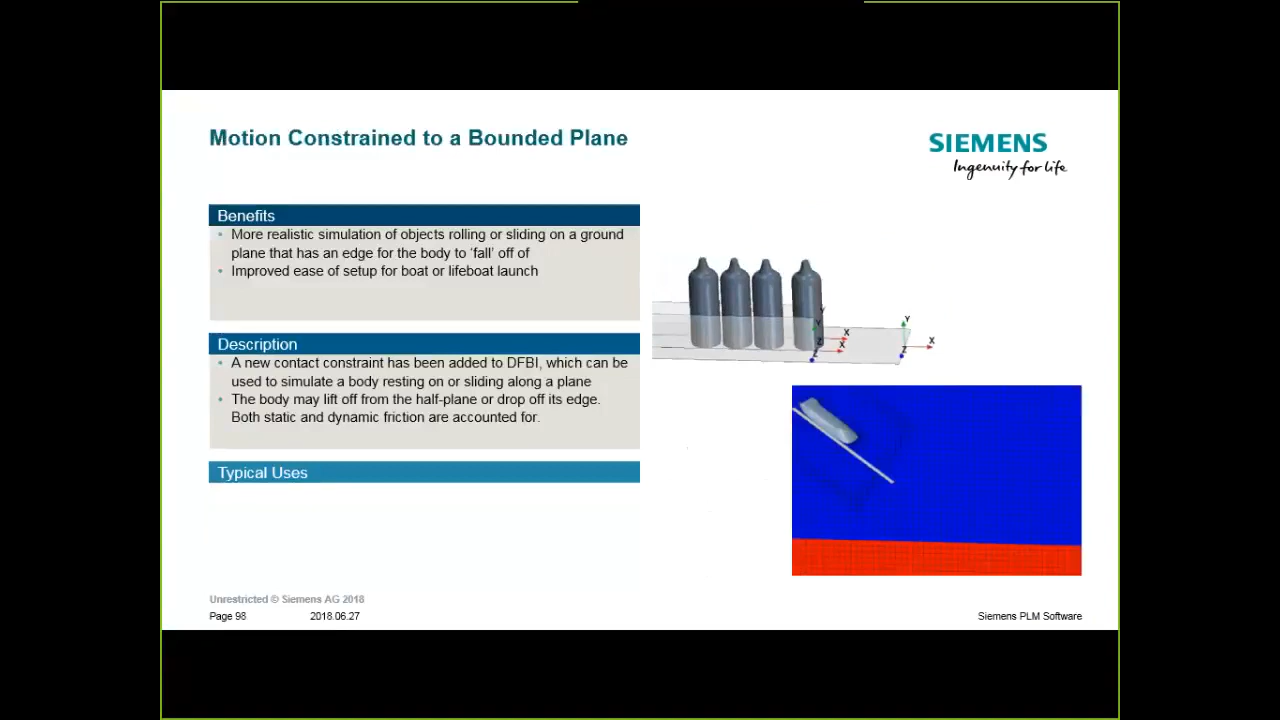 Motion Constrained to a Bounded Plane
SIEMENS
Ingenuity for life
Benefits
• More realistic simulation of objects rolling or sliding on a ground
plane that has an edge for the body to ‘fall’ off of
• Improved ease of setup for boat or lifeboat launch
Description
• A new contact constraint has been added to DFBI, which can be
used to simulate a body resting on or sliding along a plane
• The body may lift off from the half-plane or drop off its edge.
Both static and dynamic friction are accounted for.
Typical Uses
Y
Y
X
X
Z
Z
Y
X
Z
Unrestricted © Siemens AG 2018
Page 98
2018.06.27
Siemens PLM Software